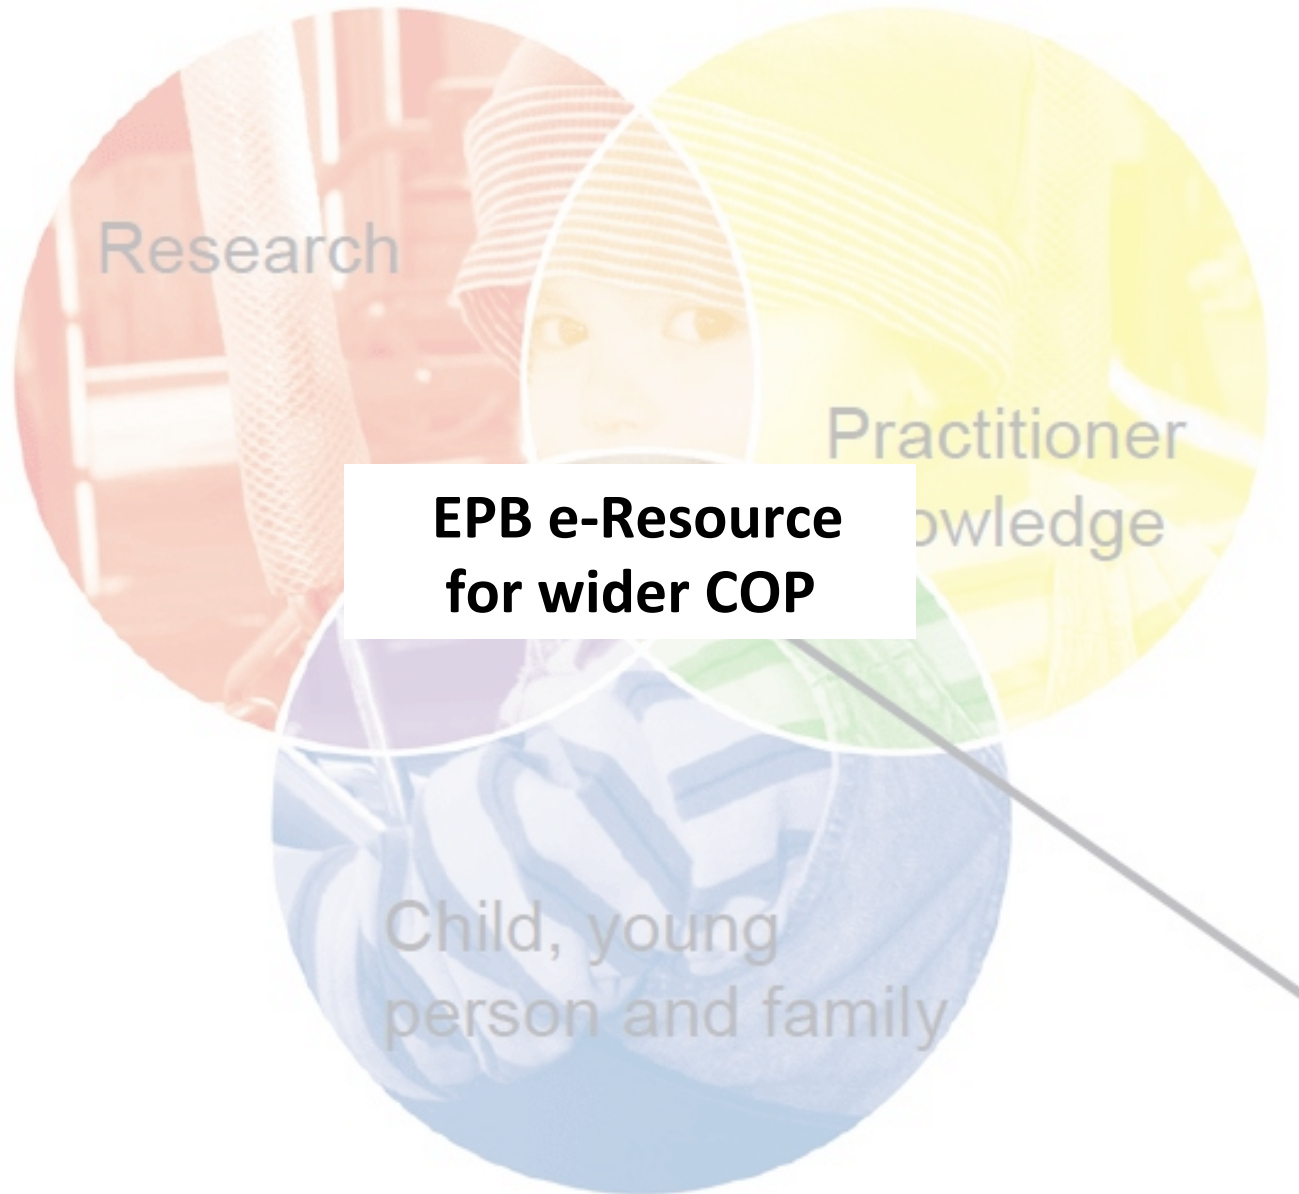 Research
Practitioner
owledge
EPB e-Resource
for wider COP
Child, young
person and family